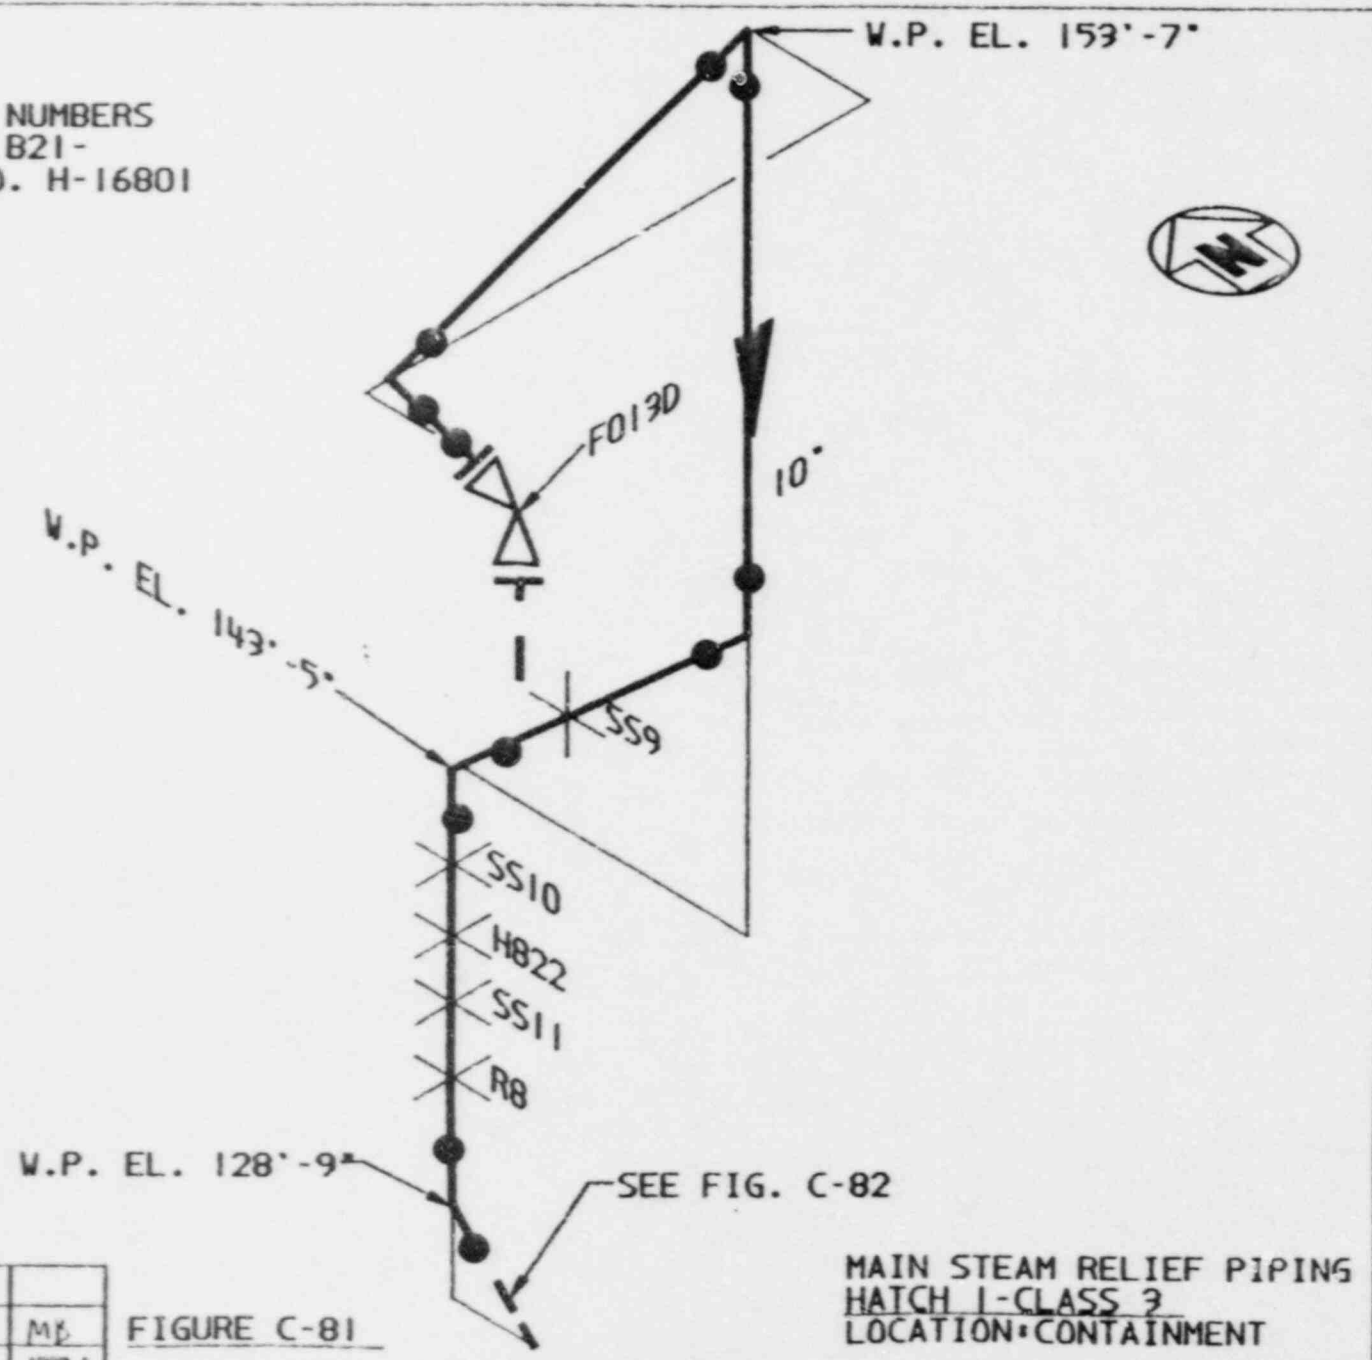 W.P. EL. 153'-7"
NUMBERS
B21-
). H-16801
N
F013D
10"
W.P. EL. 143'-5"
SS9
SS10
H822
SS11
R8
W.P. EL. 128'-9"
SEE FIG. C-82
MAIN STEAM RELIEF PIPING
HATCH 1-CLASS 3
LOCATION:CONTAINMENT
FIGURE C-81